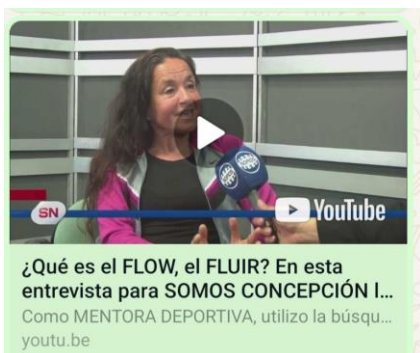 SN
YouTube
¿Qué es el FLOW, el FLUIR? En esta
entrevista para SOMOS CONCEPCIÓN l...
Como MENTORA DEPORTIVA, utilizo la búsqu...
youtu.be